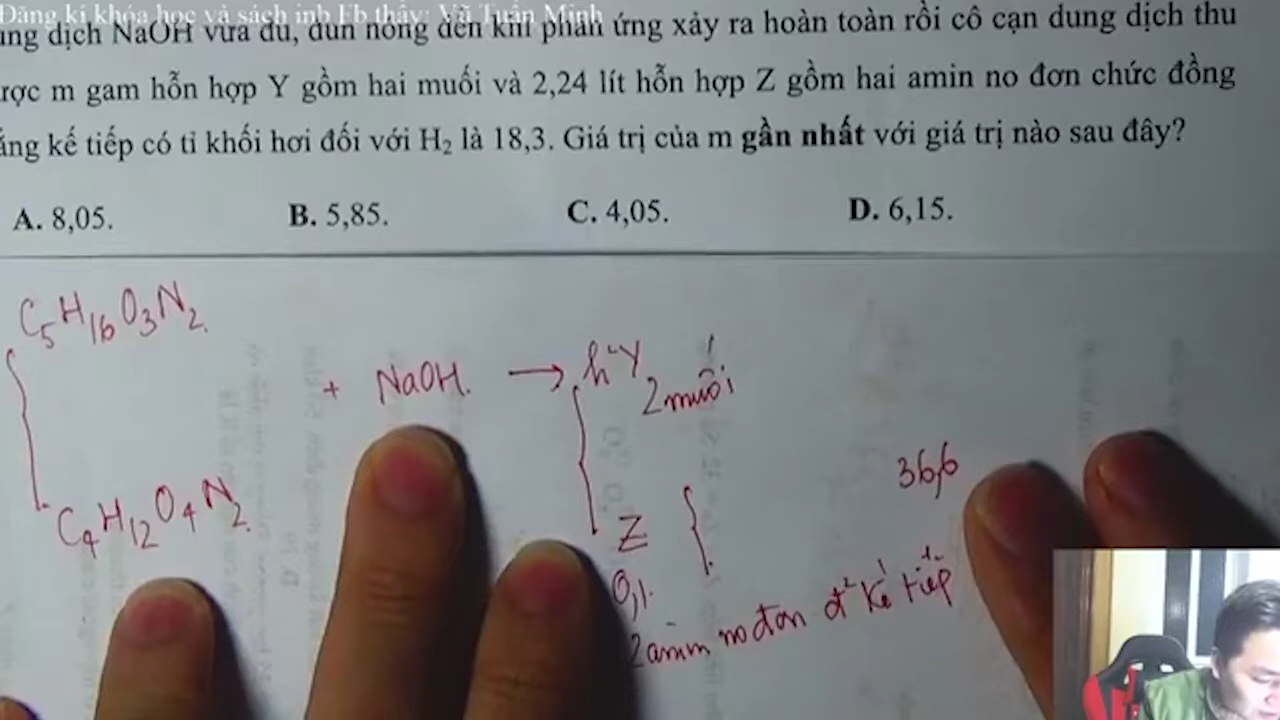 Đăng kí khóa học và sách inb Fb thầy: Vũ Tuấn Minh
ung dịch NaOH vừa đủ, đun nóng đến khi phản ứng xảy ra hoàn toàn rồi cô cạn dung dịch thu
rợc m gam hỗn hợp Y gồm hai muối và 2,24 lít hỗn hợp Z gồm hai amin no đơn chức đồng
ẳng kế tiếp có tỉ khối hơi đối với H₂ là 18,3. Giá trị của m gần nhất với giá trị nào sau đây?
A. 8,05. B. 5,85. C. 4,05. D. 6,15.
C₅H₁₆O₃N₂.
+ NaOH. → h² Y
2 muối
36,6
C₄H₁₂O₄N₂.
Z {
0,1.
2 amin no đơn đ² kế tiếp